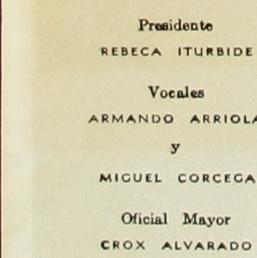 Presidente
REBECA ITURBIDE
Vocales
ARMANDO ARRIOLA
y
MIGUEL CORCEGA
Oficial Mayor
CROX ALVARADO